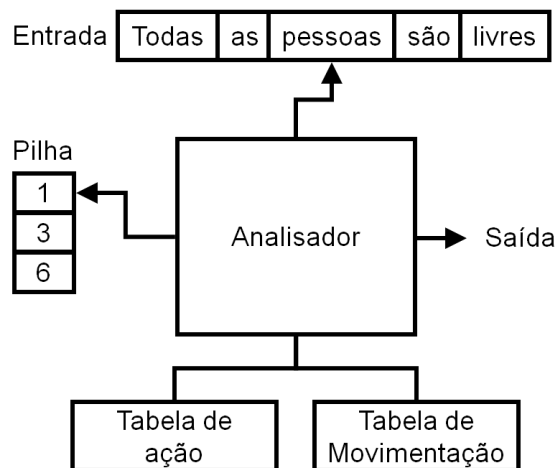 Entrada Todas as pessoas são livres
Pilha
1
3
6
Analisador
Saída
Tabela de
ação
Tabela de
Movimentação